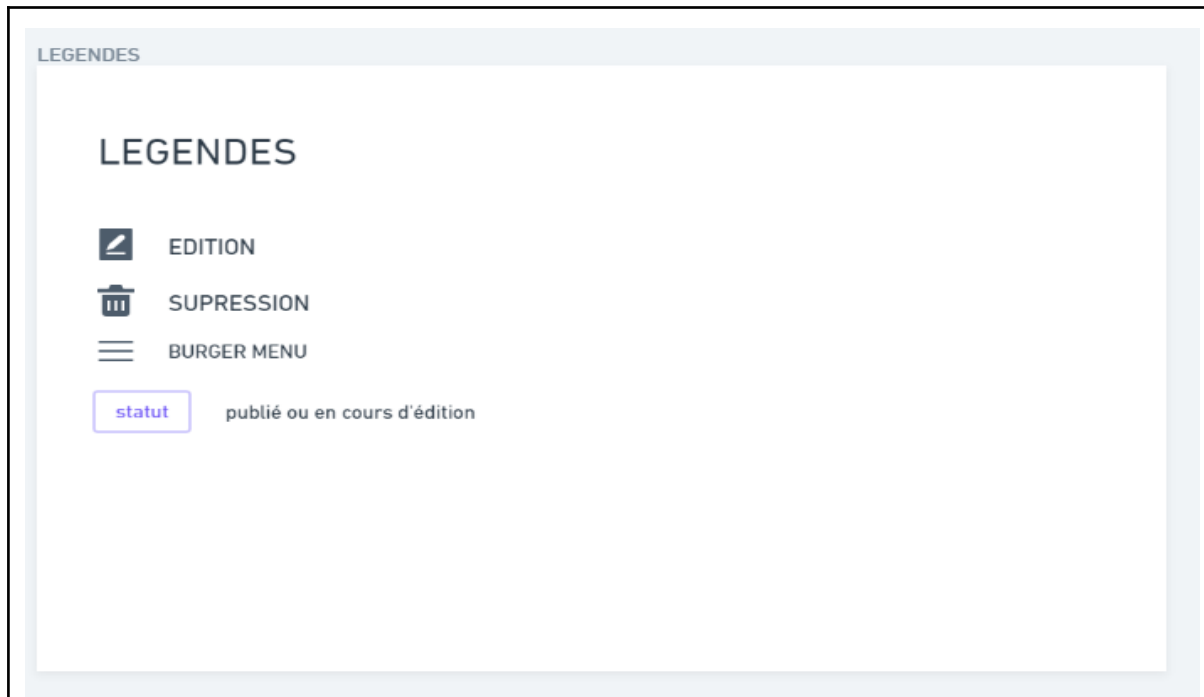 LEGENDES
LEGENDES
EDITION
SUPRESSION
BURGER MENU
statut publié ou en cours d'édition